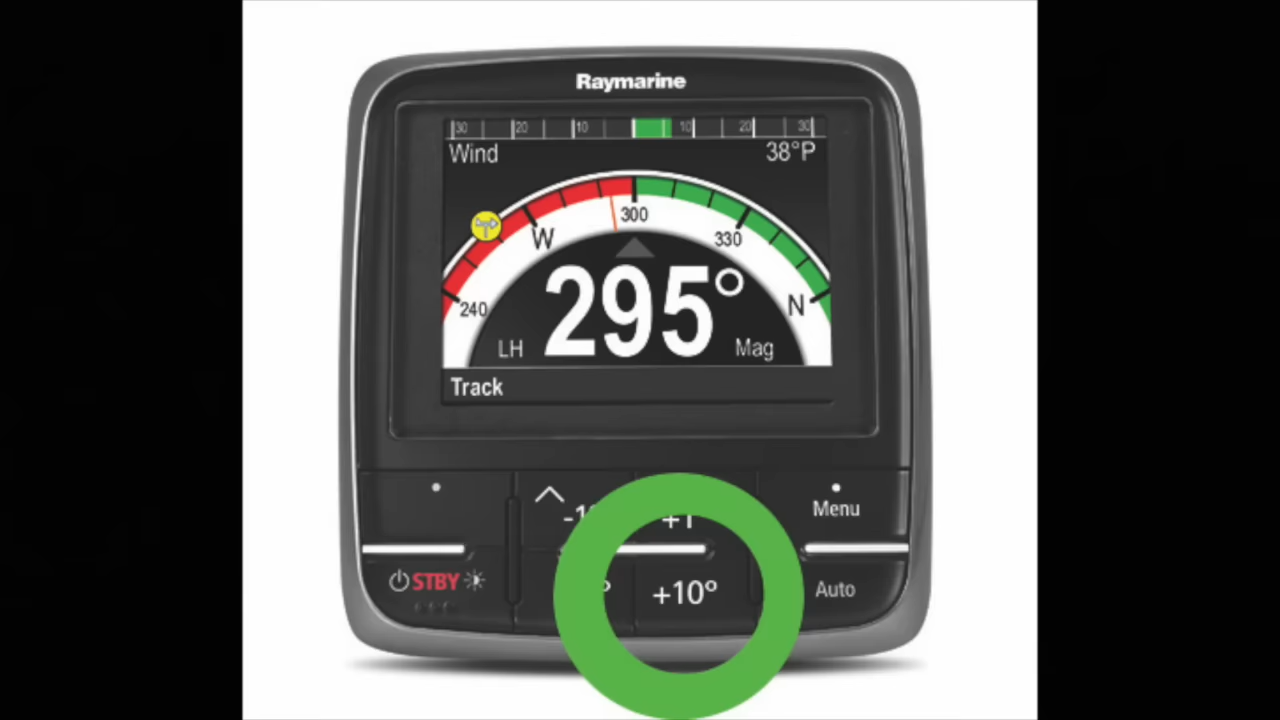 Raymarine
30 20 10 10 20 30
Wind 38°P
240 W 300 330 N
295°
LH Mag
Track
+1
Menu
STBY +10° Auto